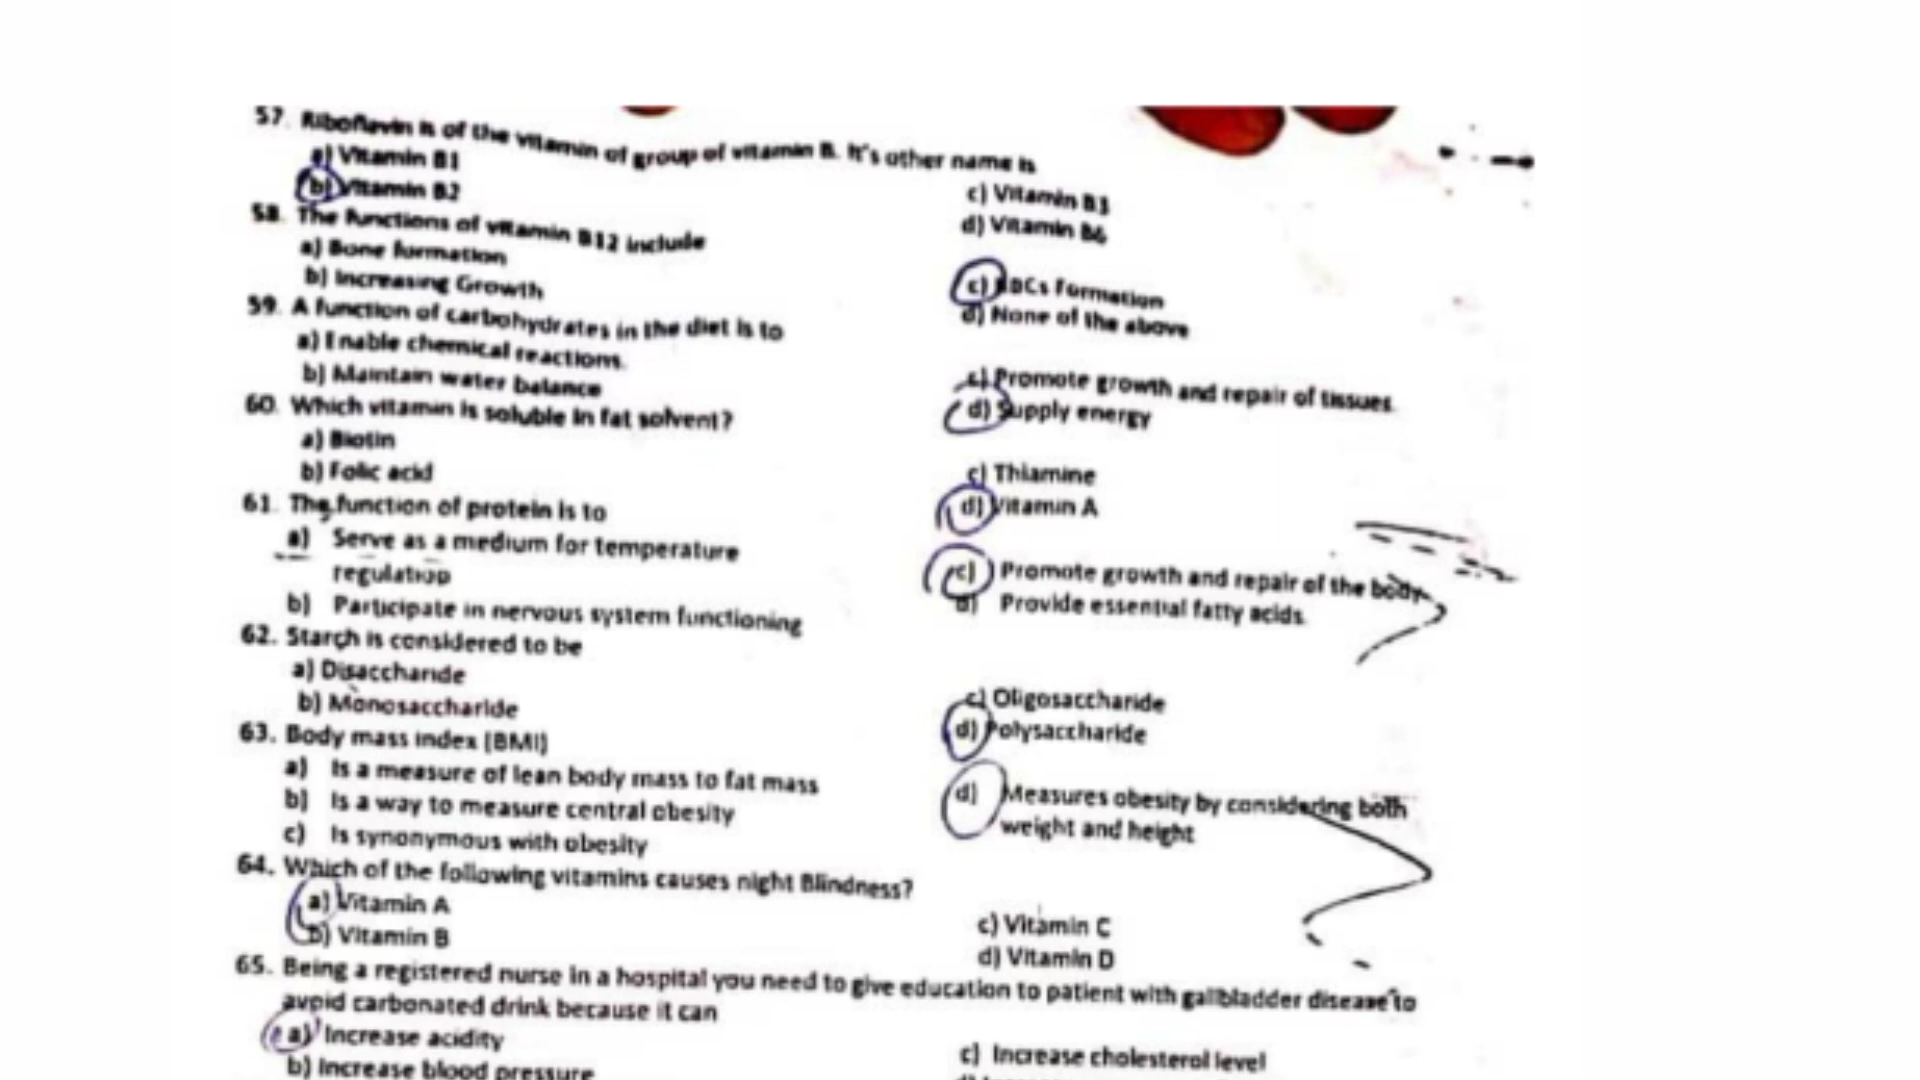 57. Riboflavin is of the vitamin of group of vitamin B. It's other name is
a) Vitamin B1
b) Vitamin B2
c) Vitamin B3
d) Vitamin B6
58. The functions of vitamin B12 include
a) Bone formation
b) Increasing Growth
c) RBCs formation
d) None of the above
59. A function of carbohydrates in the diet is to
a) Enable chemical reactions.
b) Maintain water balance
c) Promote growth and repair of tissues
d) Supply energy
60. Which vitamin is soluble in fat solvent?
a) Biotin
b) Folic acid
c) Thiamine
d) Vitamin A
61. The function of protein is to
a) Serve as a medium for temperature
regulation
b) Participate in nervous system functioning
c) Promote growth and repair of the body
d) Provide essential fatty acids.
62. Starch is considered to be
a) Disaccharide
b) Monosaccharide
c) Oligosaccharide
d) Polysaccharide
63. Body mass index (BMI)
a) Is a measure of lean body mass to fat mass
b) Is a way to measure central obesity
c) Is synonymous with obesity
d) Measures obesity by considering both
weight and height
64. Which of the following vitamins causes night Blindness?
a) Vitamin A
b) Vitamin B
c) Vitamin C
d) Vitamin D
65. Being a registered nurse in a hospital you need to give education to patient with gallbladder disease to
avoid carbonated drink because it can
a) Increase acidity
b) Increase blood pressure
c) Increase cholesterol level